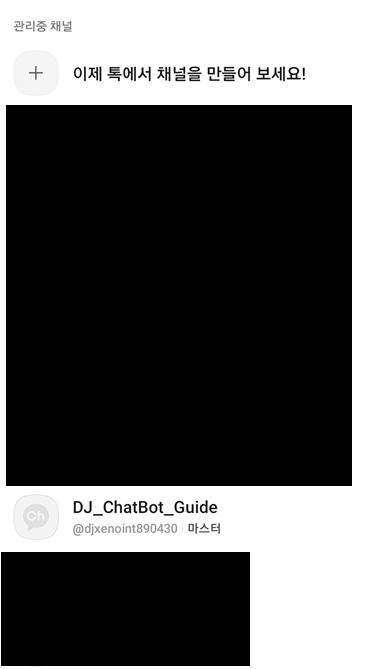 관리중 채널
이제 톡에서 채널을 만들어 보세요!
Ch
DJ_ChatBot_Guide
@djxenoint890430 마스터